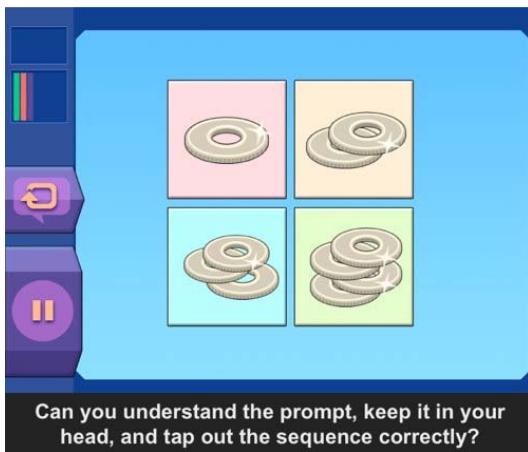 Can you understand the prompt, keep it in your
head, and tap out the sequence correctly?